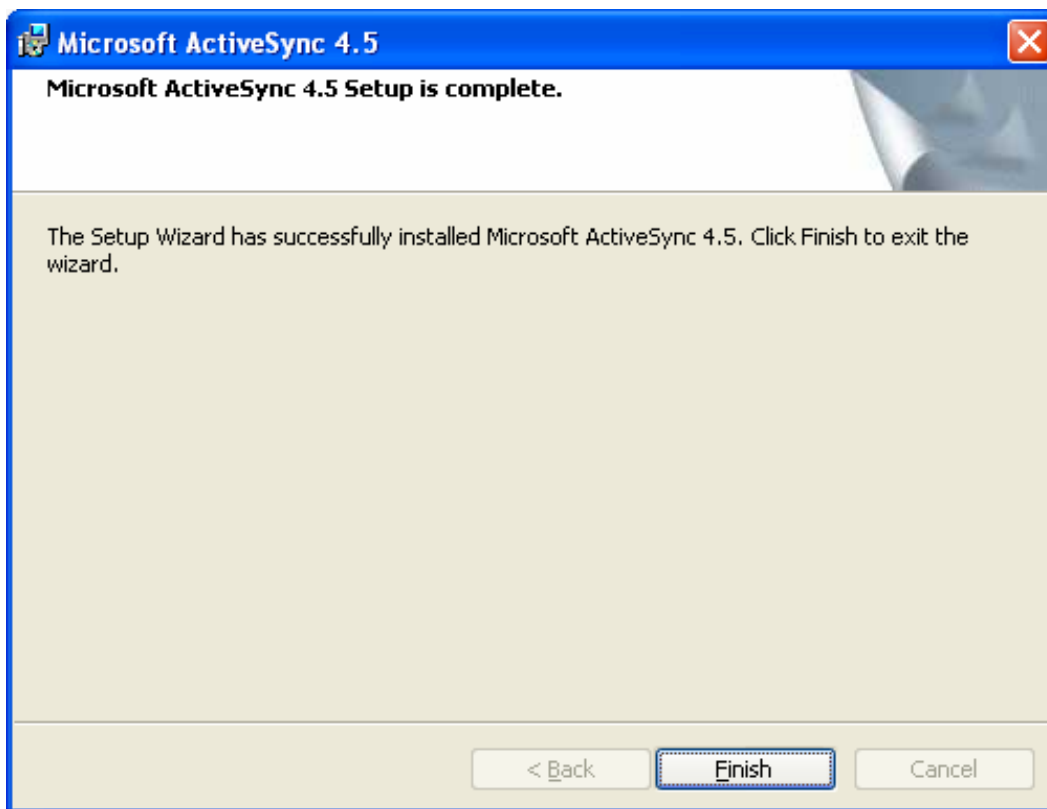 Microsoft ActiveSync 4.5
Microsoft ActiveSync 4.5 Setup is complete.
The Setup Wizard has successfully installed Microsoft ActiveSync 4.5. Click Finish to exit the
wizard.
< Back Finish Cancel